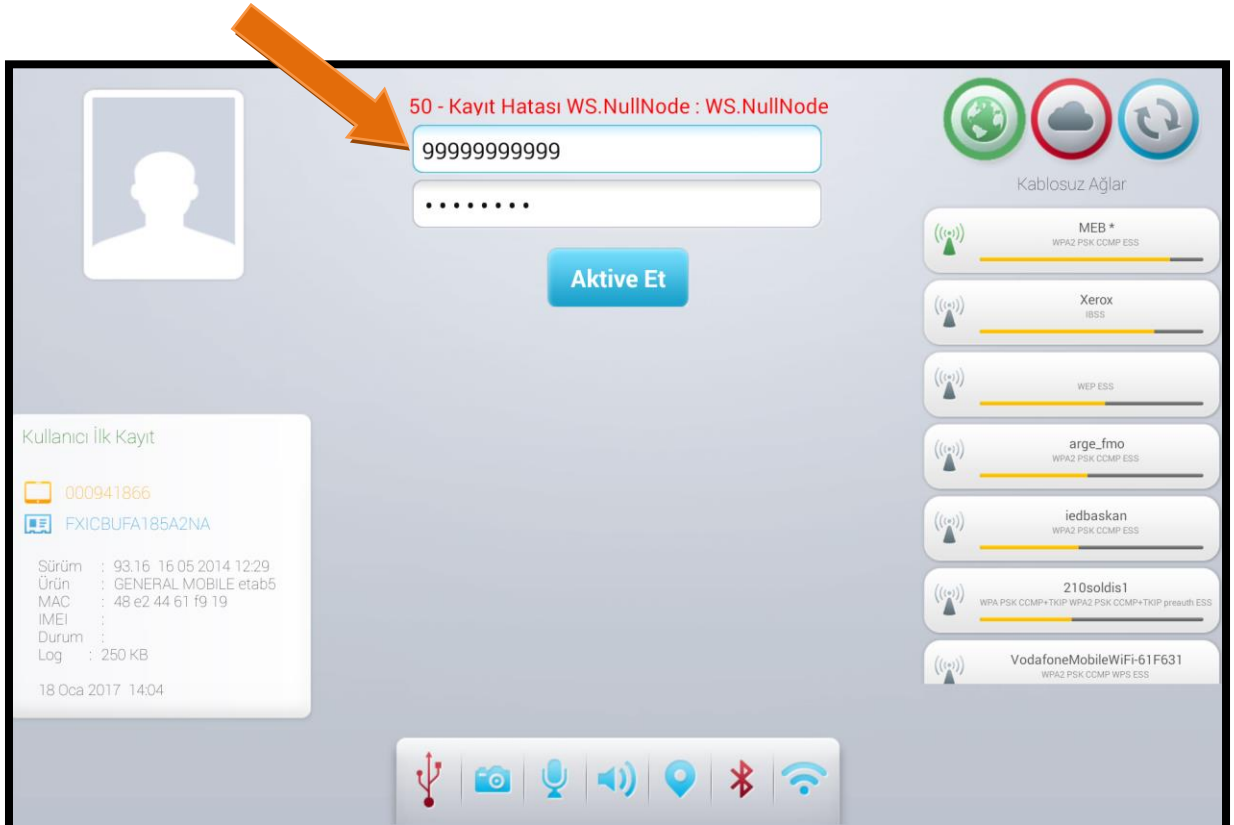 50 - Kayıt Hatası WS.NullNode : WS.NullNode
99999999999
••••••••
Aktive Et
Kullanıcı İlk Kayıt
000941866
FXICBUFA185A2NA
Sürüm : 93.16 16 05 2014 12:29
Ürün : GENERAL MOBILE etab5
MAC : 48 e2 44 61 f9 19
IMEI :
Durum :
Log : 250 KB
18 Oca 2017 14:04
Kablosuz Ağlar
MEB *
WPA2 PSK CCMP ESS
Xerox
IBSS
WEP ESS
arge_fmo
WPA2 PSK CCMP ESS
iedbaskan
WPA2 PSK CCMP ESS
210soldis1
WPA PSK CCMP+TKIP WPA2 PSK CCMP+TKIP preauth ESS
VodafoneMobileWiFi-61F631
WPA2 PSK CCMP WPS ESS